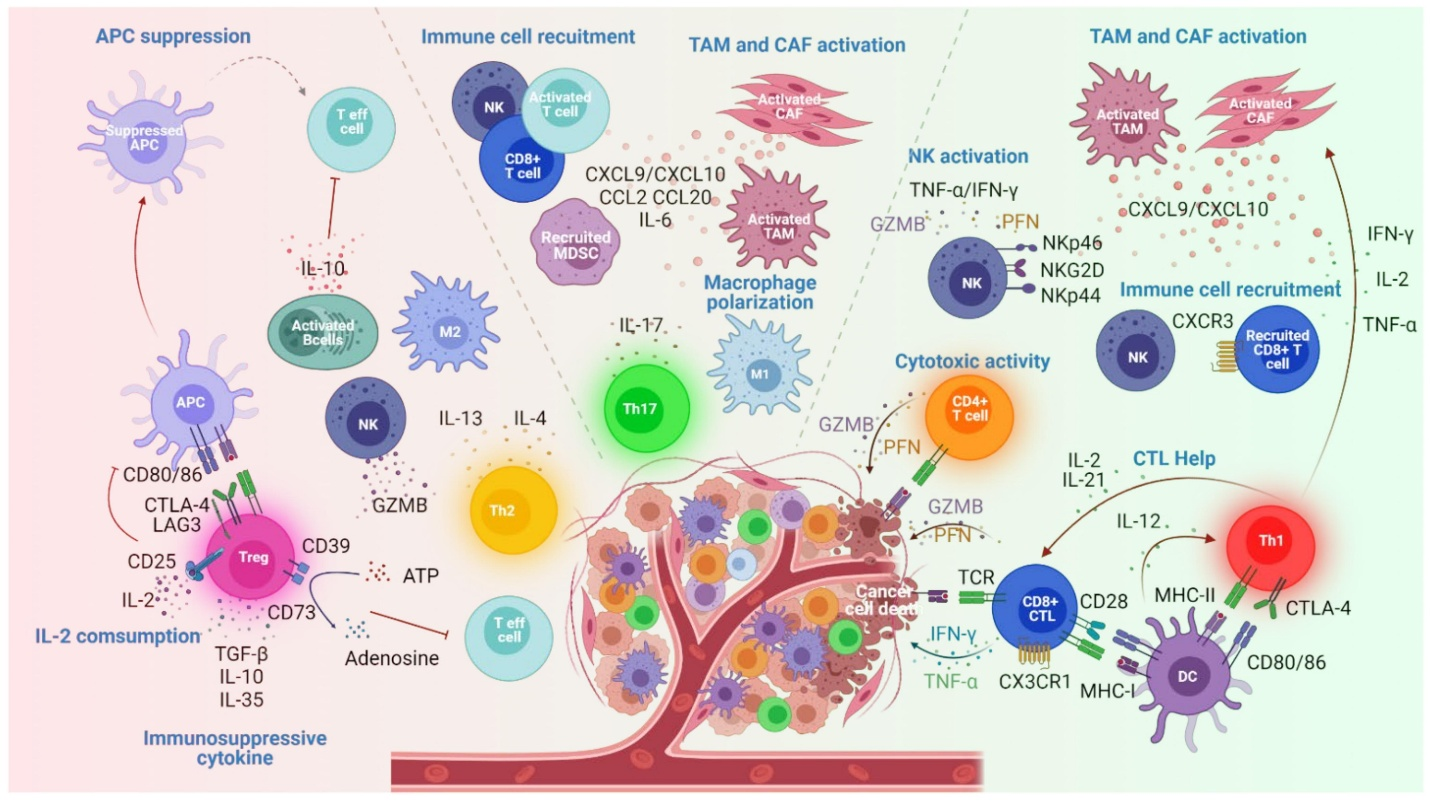 APC suppression
Suppressed
APC
T eff
cell
IL-10
Activated
Bcells
M2
APC
NK
CD80/86
CTLA-4
LAG3
GZMB
IL-13
IL-4
Th2
CD25
Treg
CD39
ATP
IL-2
CD73
IL-2 comsumption
Adenosine
T eff
cell
TGF-β
IL-10
IL-35
Immunosuppressive
cytokine
Immune cell recruitment
NK
Activated
T cell
CD8+
T cell
TAM and CAF activation
Activated
CAF
CXCL9/CXCL10
CCL2 CCL20
IL-6
Recruited
MDSC
Activated
TAM
Macrophage
polarization
M1
IL-17
Th17
TAM and CAF activation
Activated
TAM
Activated
CAF
CXCL9/CXCL10
NK activation
TNF-α/IFN-γ
GZMB
PFN
NK
NKp46
NKG2D
NKp44
IFN-γ
IL-2
TNF-α
Immune cell recruitment
NK
CXCR3
Recruited
CD8+ T
cell
Cytotoxic activity
CD4+
T cell
GZMB
PFN
GZMB
PFN
CTL Help
IL-2
IL-21
IL-12
Th1
Cancer
cell death
TCR
CD8+
CTL
CD28
MHC-II
CTLA-4
IFN-γ
TNF-α
CX3CR1
MHC-I
DC
CD80/86